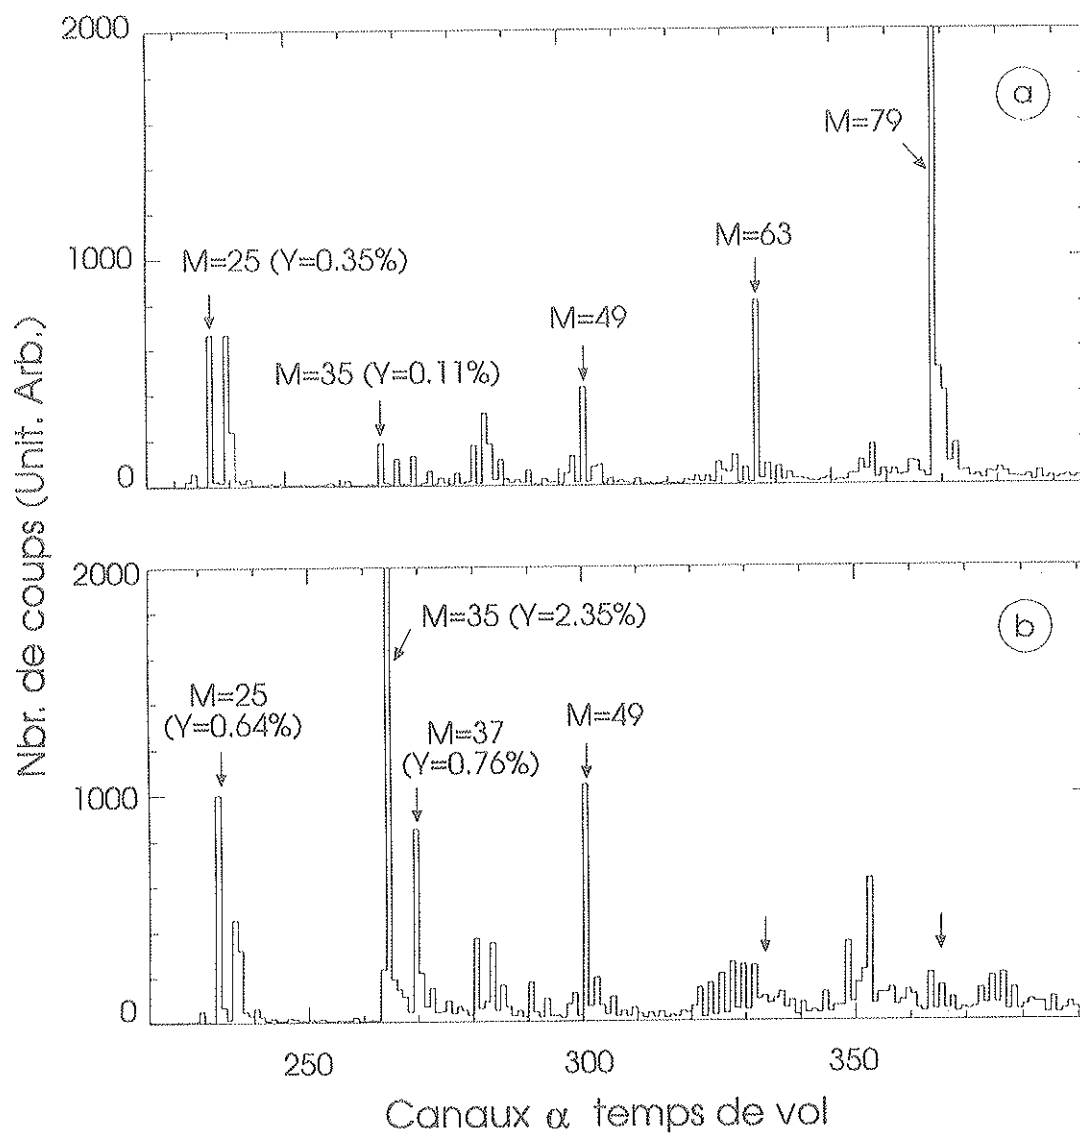 2000
a
M=79
M=63
1000
M=25 (Y=0.35%)
M=49
M=35 (Y=0.11%)
0
Nbr. de coups (Unit. Arb.)
2000
M=35 (Y=2.35%)
b
M=25
(Y=0.64%)
M=37
(Y=0.76%)
M=49
1000
0
250
300
350
Canaux α temps de vol